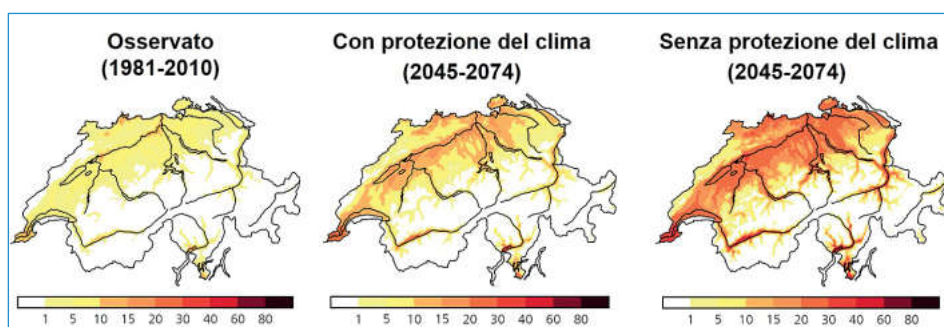 Osservato
(1981-2010)
Con protezione del clima
(2045-2074)
Senza protezione del clima
(2045-2074)
1 5 10 15 20 30 40 60 80
1 5 10 15 20 30 40 60 80
1 5 10 15 20 30 40 60 80